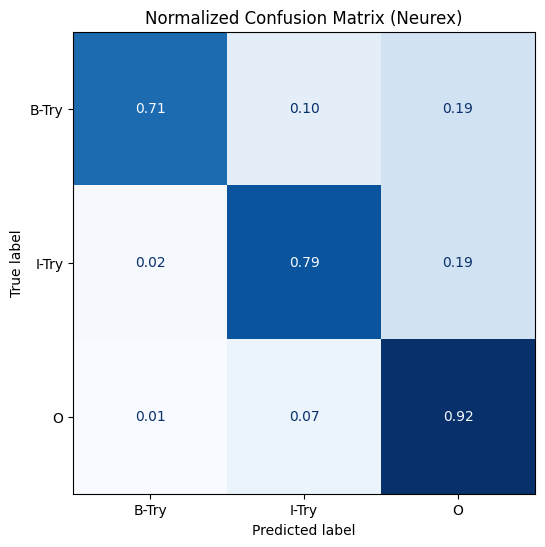 Normalized Confusion Matrix (Neurex)
B-Try 0.71 0.10 0.19
I-Try 0.02 0.79 0.19
O 0.01 0.07 0.92
B-Try I-Try O
Predicted label
True label